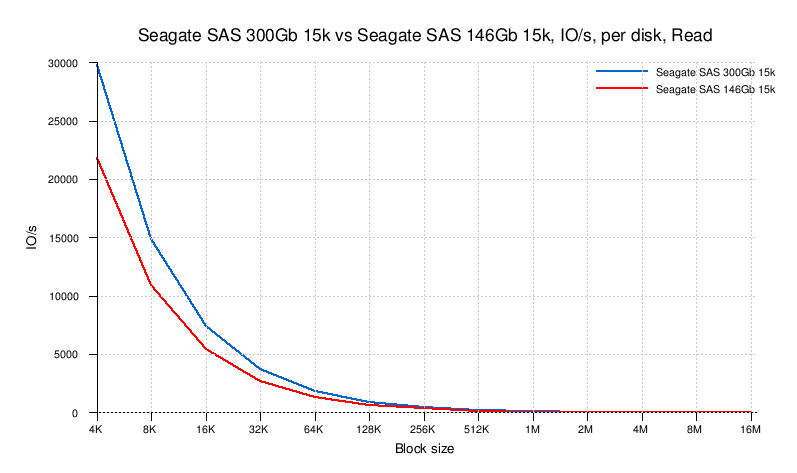 Seagate SAS 300Gb 15k vs Seagate SAS 146Gb 15k, IO/s, per disk, Read
Seagate SAS 300Gb 15k
Seagate SAS 146Gb 15k
IO/s
30000
25000
20000
15000
10000
5000
0
4K 8K 16K 32K 64K 128K 256K 512K 1M 2M 4M 8M 16M
Block size